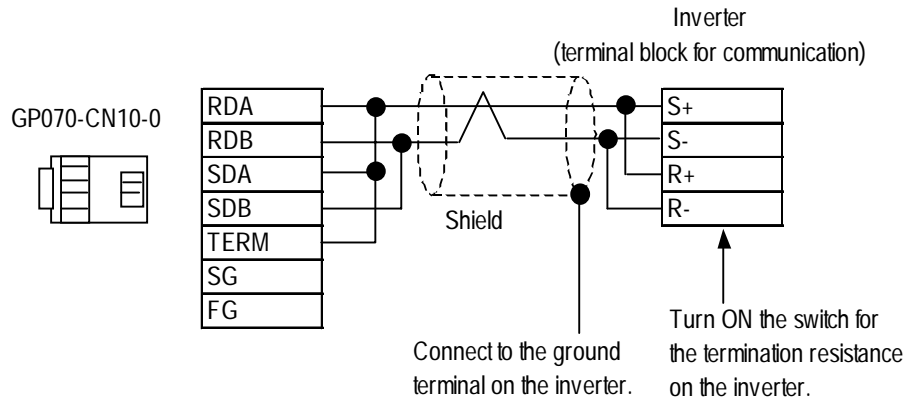 Inverter
(terminal block for communication)
GP070-CN10-0
RDA
RDB
SDA
SDB
TERM
SG
FG
S+
S-
R+
R-
Shield
Connect to the ground
terminal on the inverter.
Turn ON the switch for
the termination resistance
on the inverter.